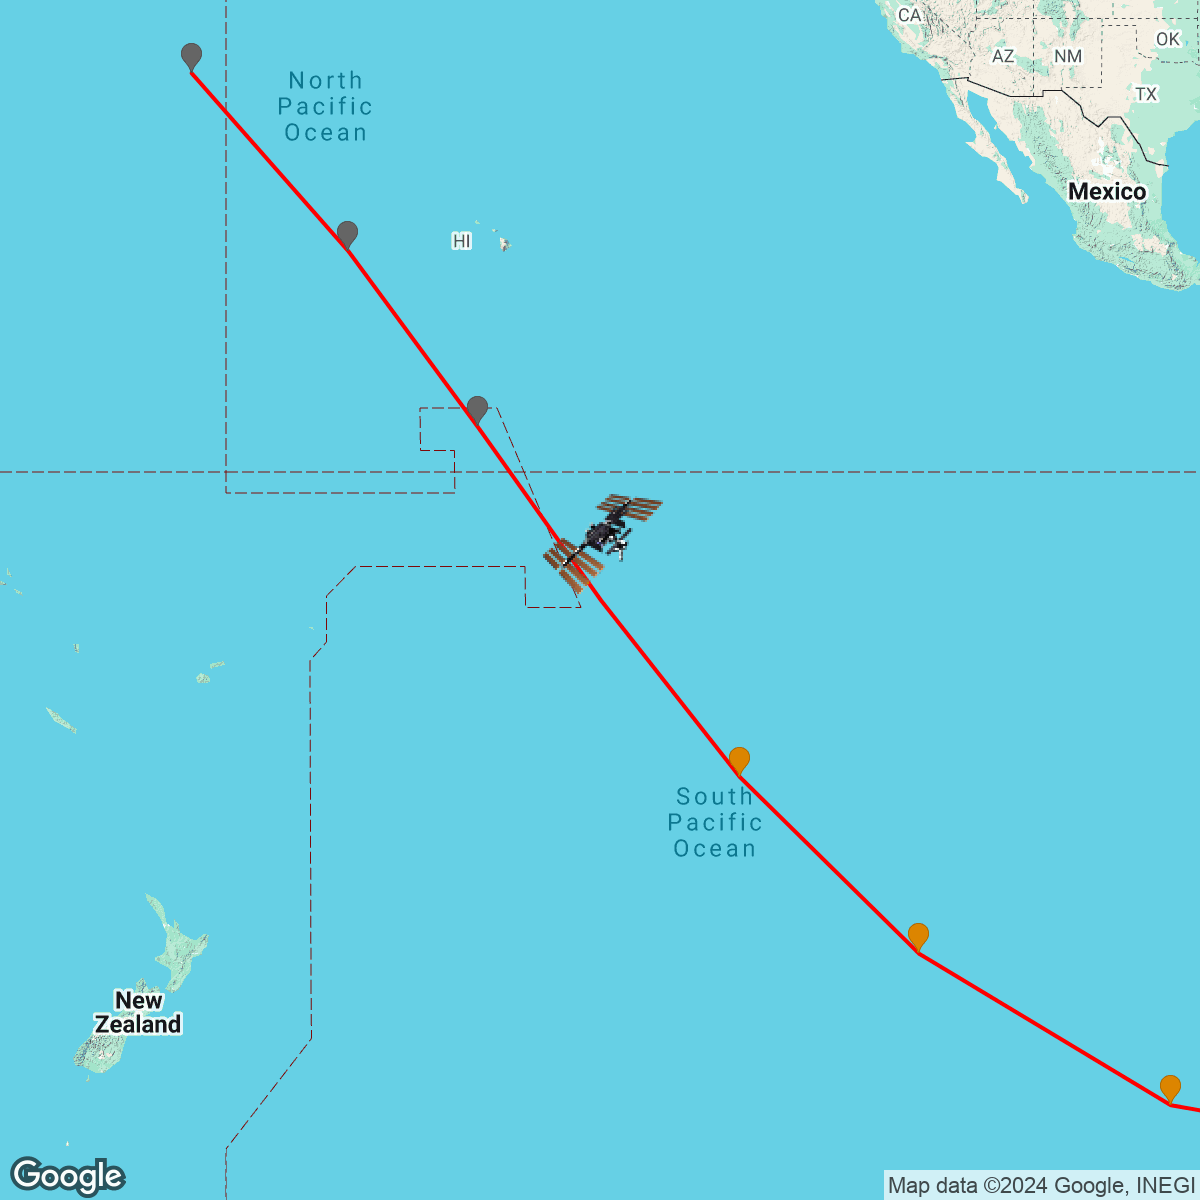 CA
OK
AZ
NM
TX
North
Pacific
Ocean
Mexico
HI
South
Pacific
Ocean
New
Zealand
Google
Map data ©2024 Google, INEGI